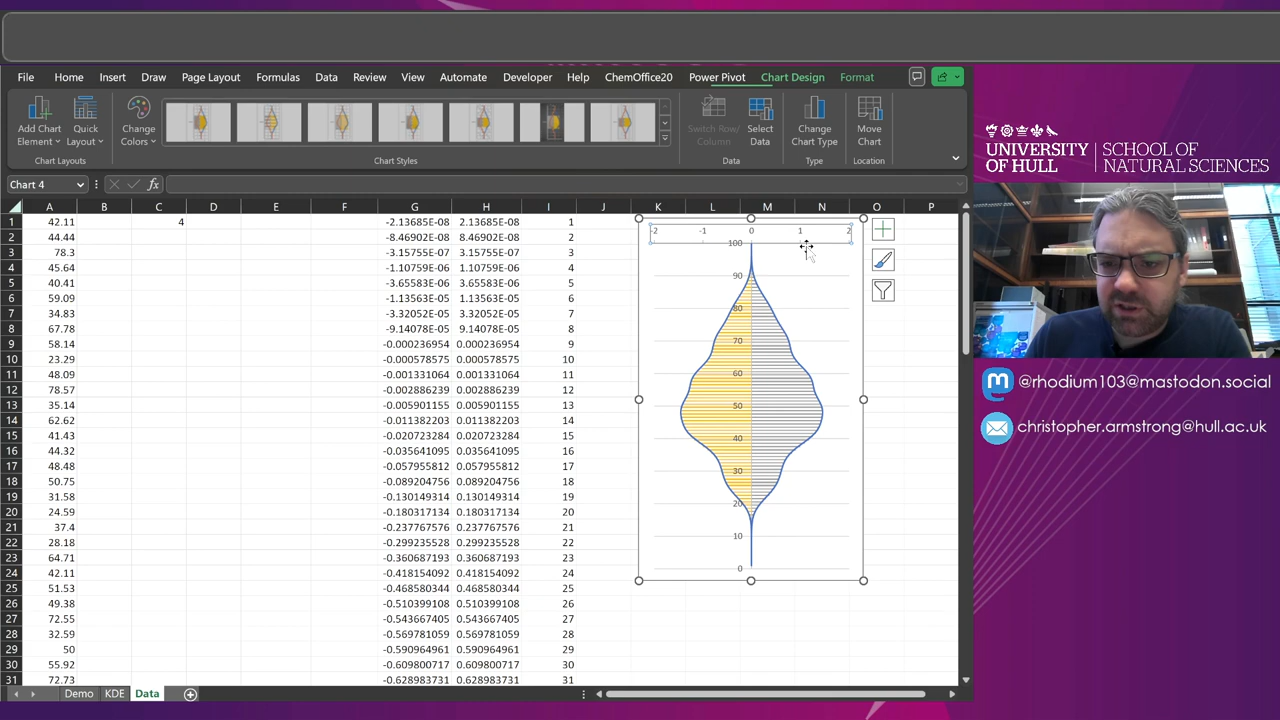 File Home Insert Draw Page Layout Formulas Data Review View Automate Developer Help ChemOffice20 Power Pivot Chart Design Format
Add Chart Element Quick Layout Change Colors Switch Row/ Column Select Data Change Chart Type Move Chart
Chart Layouts Chart Styles Data Type Location
Chart 4 fx
A B C D E F G H I J K L M N O P
1 42.11 4 -2.13685E-08 2.13685E-08 1
2 44.44 -8.46902E-08 8.46902E-08 2
3 78.3 -3.15755E-07 3.15755E-07 3
4 45.64 -1.10759E-06 1.10759E-06 4
5 40.41 -3.65583E-06 3.65583E-06 5
6 59.09 -1.13563E-05 1.13563E-05 6
7 34.83 -3.32052E-05 3.32052E-05 7
8 67.78 -9.14078E-05 9.14078E-05 8
9 58.14 -0.000236954 0.000236954 9
10 23.29 -0.000578575 0.000578575 10
11 48.09 -0.001331064 0.001331064 11
12 78.57 -0.002886239 0.002886239 12
13 35.14 -0.005901155 0.005901155 13
14 62.62 -0.011382203 0.011382203 14
15 41.43 -0.020723284 0.020723284 15
16 44.32 -0.035641095 0.035641095 16
17 48.48 -0.057955812 0.057955812 17
18 50.75 -0.089204756 0.089204756 18
19 31.58 -0.130149314 0.130149314 19
20 24.59 -0.180317134 0.180317134 20
21 37.4 -0.237767576 0.237767576 21
22 28.18 -0.299235538 0.299235538 22
23 64.71 -0.360687193 0.360687193 23
24 42.11 -0.418154092 0.418154092 24
25 51.53 -0.468580344 0.468580344 25
26 49.38 -0.510399108 0.510399108 26
27 72.55 -0.543667405 0.543667405 27
28 32.59 -0.569781059 0.569781059 28
29 50 -0.590964961 0.590964961 29
30 55.92 -0.609800717 0.609800717 30
31 72.73 -0.628983731 0.628983731 31
-2 -1 0 1 2
100
90
80
70
60
50
40
30
20
10
0
Demo KDE Data
UNIVERSITY OF HULL
SCHOOL OF NATURAL SCIENCES
@rhodium103@mastodon.social
christopher.armstrong@hull.ac.uk